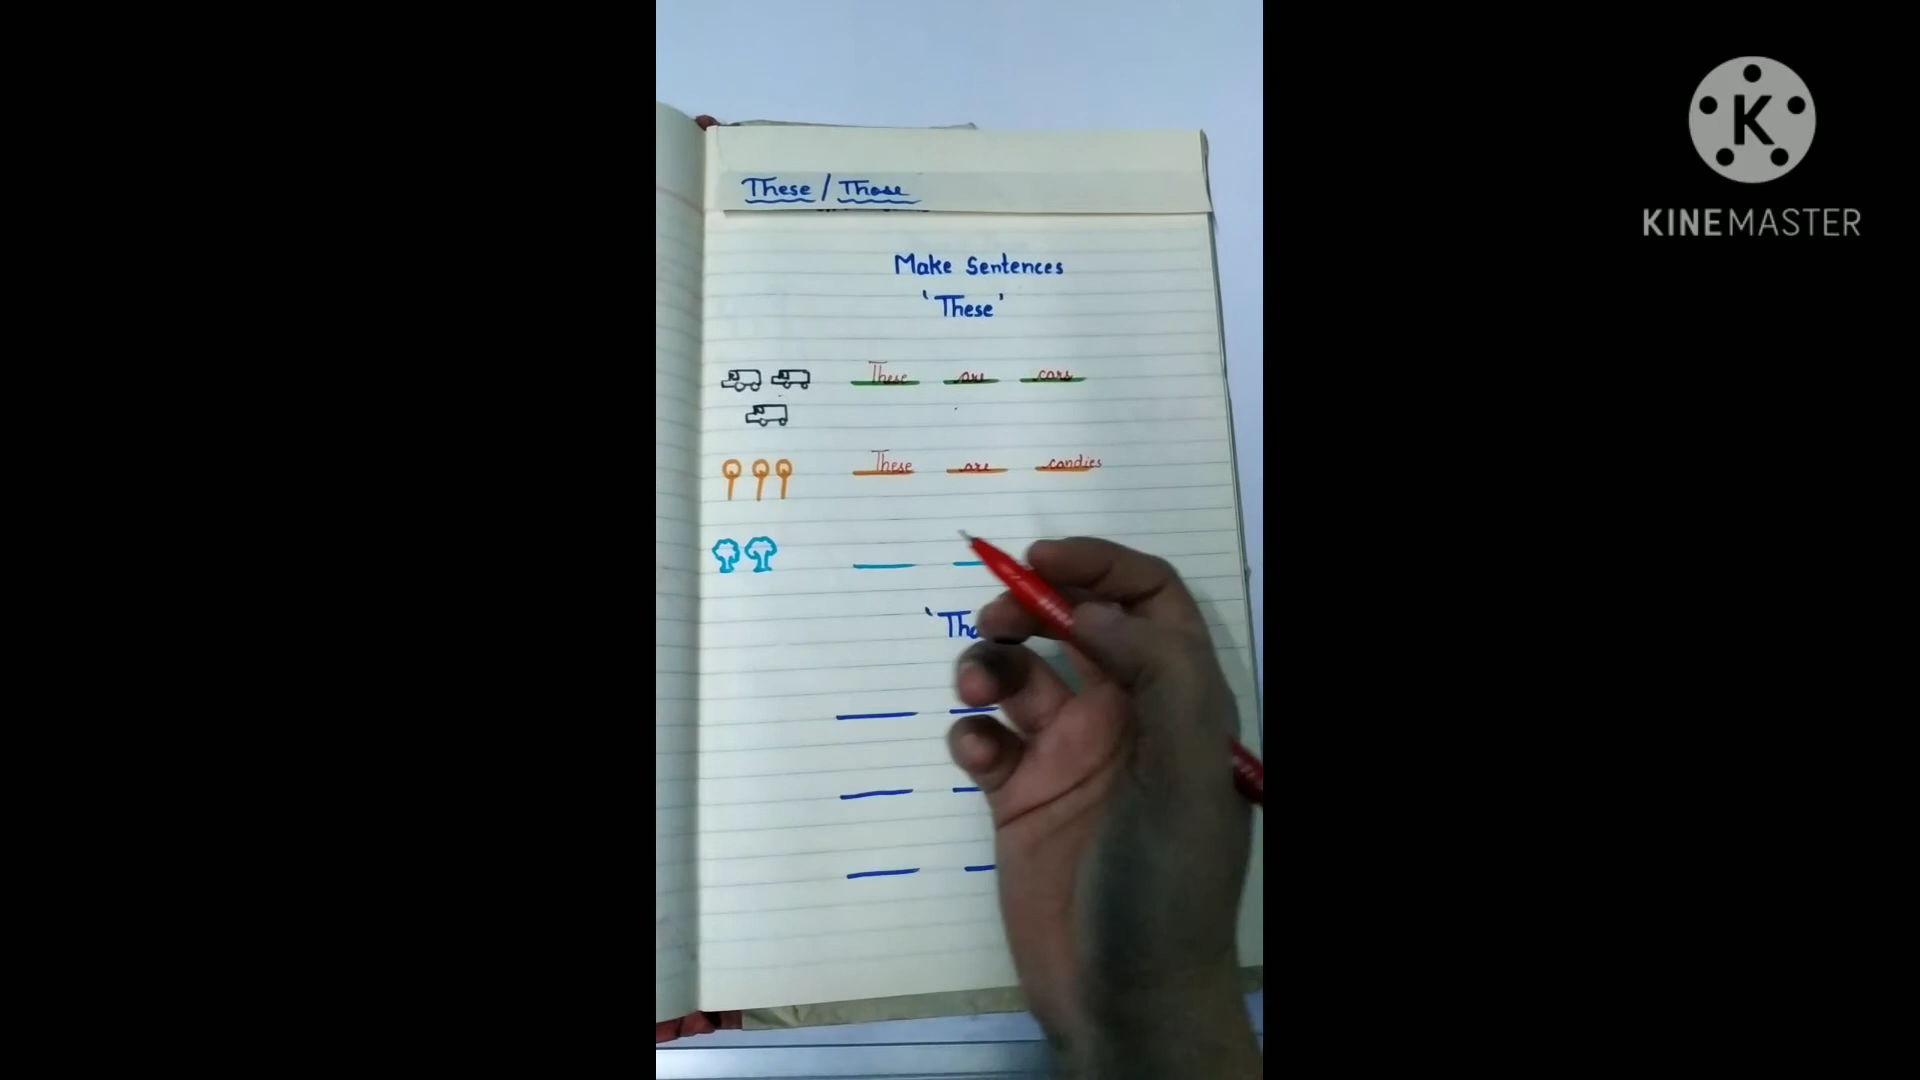 These / Those
Make Sentences
'These'
These are cars
These are candies
K
KINEMASTER